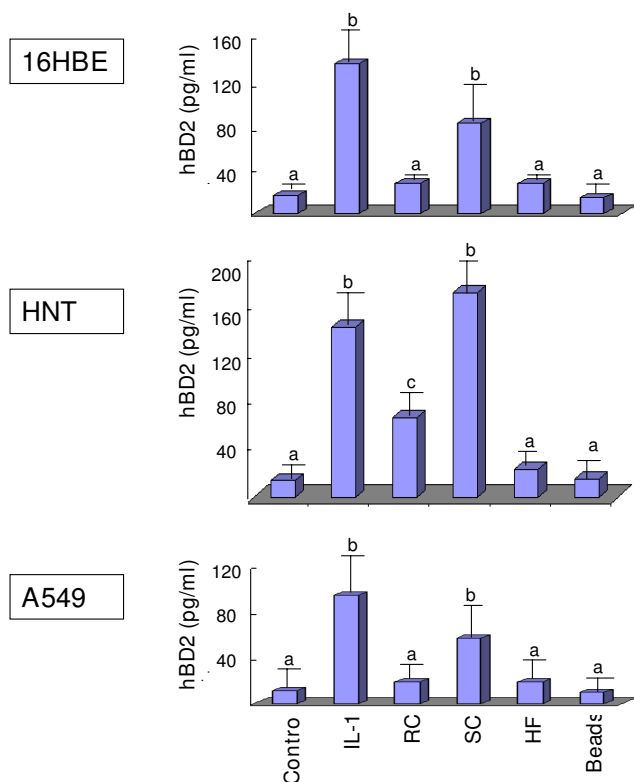 16HBE
hBD2 (pg/ml)
160
120
80
40
a
b
a
b
a
a
HNT
hBD2 (pg/ml)
200
160
120
80
40
a
b
c
b
a
a
A549
hBD2 (pg/ml)
120
80
40
a
b
a
b
a
a
Contro
IL-1
RC
SC
HF
Beads